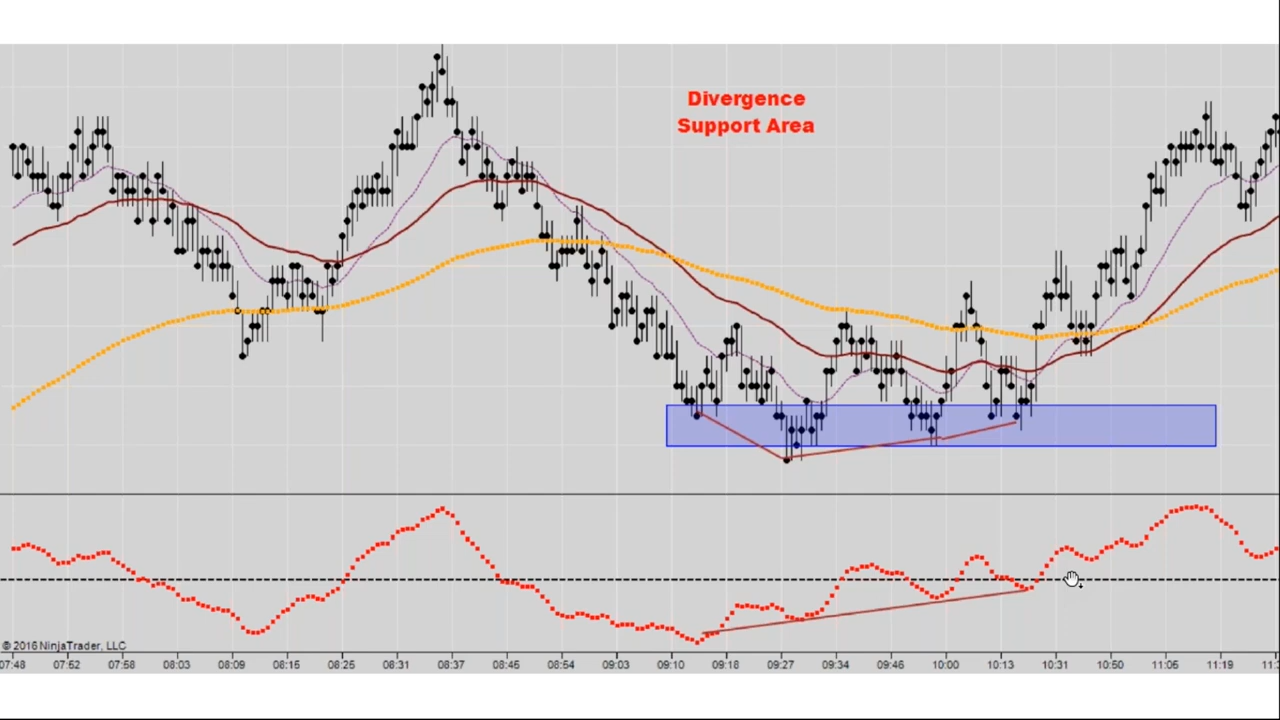 Divergence
Support Area
© 2016 NinjaTrader, LLC
07:48 07:52 07:58 08:03 08:09 08:16 08:25 08:31 08:37 08:46 08:54 09:03 09:10 09:18 09:27 09:34 09:46 10:00 10:13 10:31 10:50 11:05 11:19